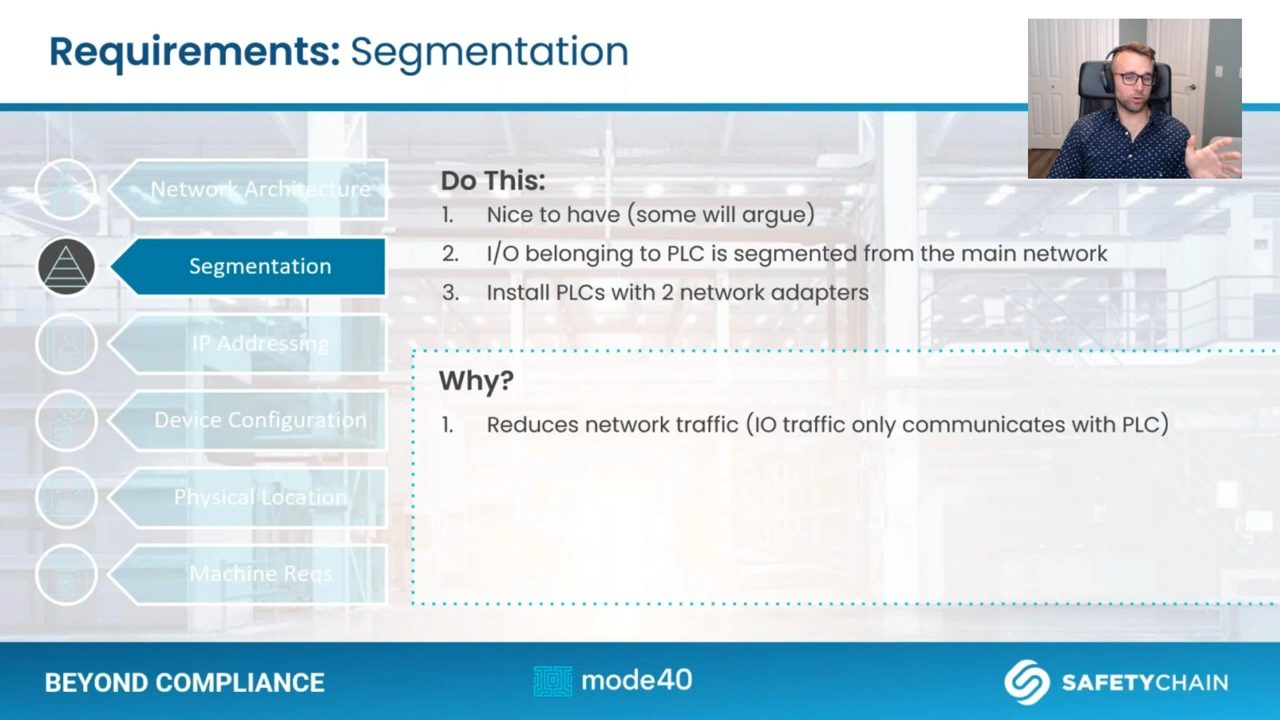 Requirements: Segmentation
Network Architecture
Segmentation
IP Addressing
Device Configuration
Physical Location
Machine Reqs
Do This:
1. Nice to have (some will argue)
2. I/O belonging to PLC is segmented from the main network
3. Install PLCs with 2 network adapters
Why?
1. Reduces network traffic (IO traffic only communicates with PLC)
BEYOND COMPLIANCE
mode40
SAFETYCHAIN